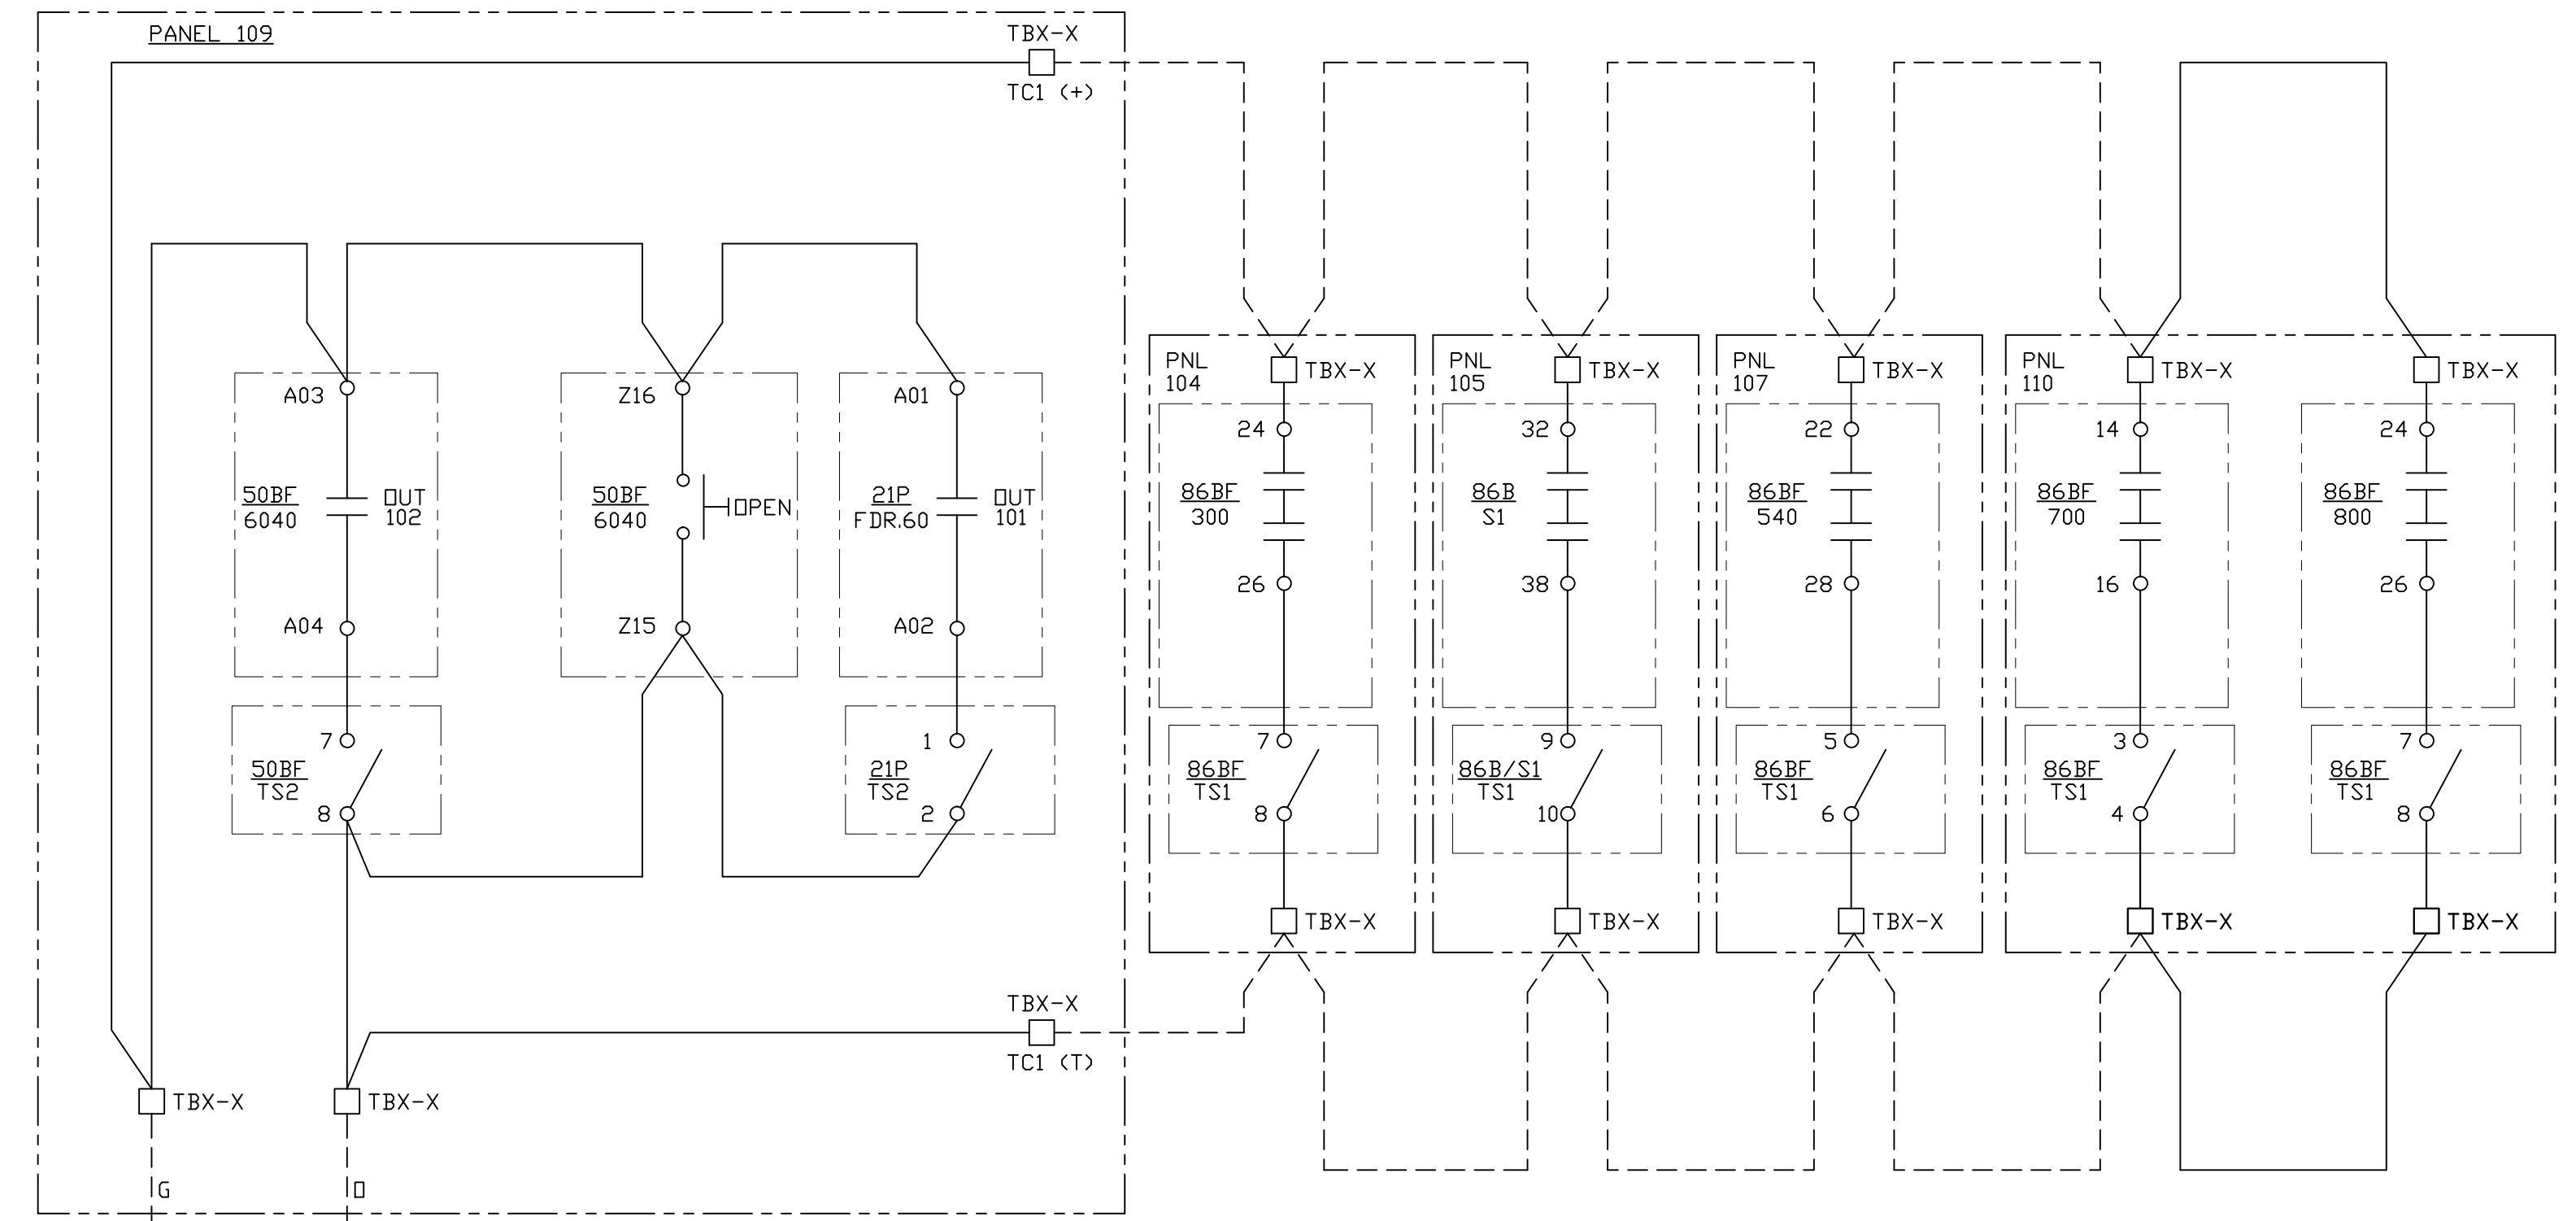 PANEL 109
TBX-X
TC1 (+)
A03
50BF
6040
OUT
102
A04
7
50BF
TS2
8
Z16
50BF
6040
OPEN
Z15
A01
21P
FDR.60
OUT
101
A02
1
21P
TS2
2
TBX-X
TC1 (T)
TBX-X
TBX-X
G
O
PNL
104
TBX-X
24
86BF
300
26
7
86BF
TS1
8
TBX-X
PNL
105
TBX-X
32
86B
S1
38
9
86B/S1
TS1
10
TBX-X
PNL
107
TBX-X
22
86BF
540
28
5
86BF
TS1
6
TBX-X
PNL
110
TBX-X
14
86BF
700
16
3
86BF
TS1
4
TBX-X
TBX-X
24
86BF
800
26
7
86BF
TS1
8
TBX-X